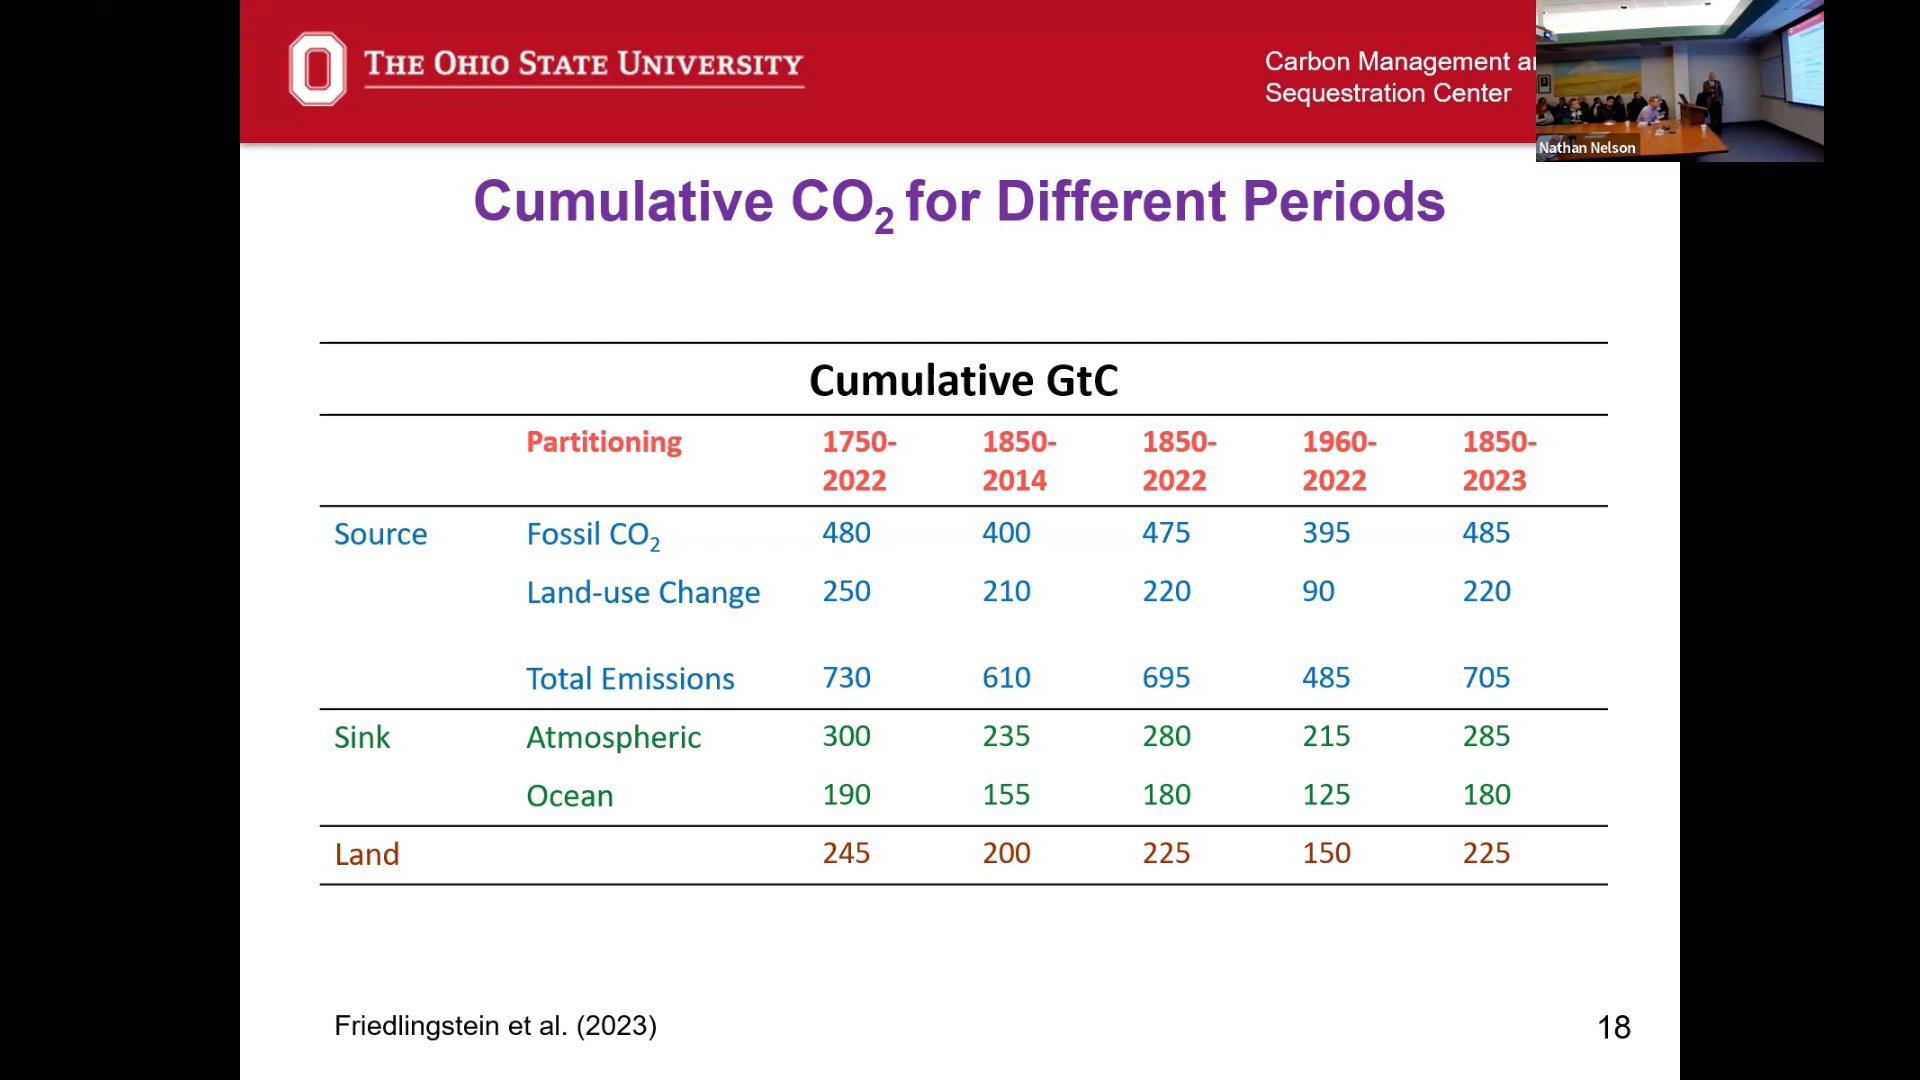 THE OHIO STATE UNIVERSITY
Carbon Management
Sequestration Center
Nathan Nelson
Cumulative CO₂ for Different Periods
Cumulative GtC
Partitioning 1750-2022 1850-2014 1850-2022 1960-2022 1850-2023
Source Fossil CO₂ 480 400 475 395 485
Land-use Change 250 210 220 90 220
Total Emissions 730 610 695 485 705
Sink Atmospheric 300 235 280 215 285
Ocean 190 155 180 125 180
Land 245 200 225 150 225
Friedlingstein et al. (2023)
18